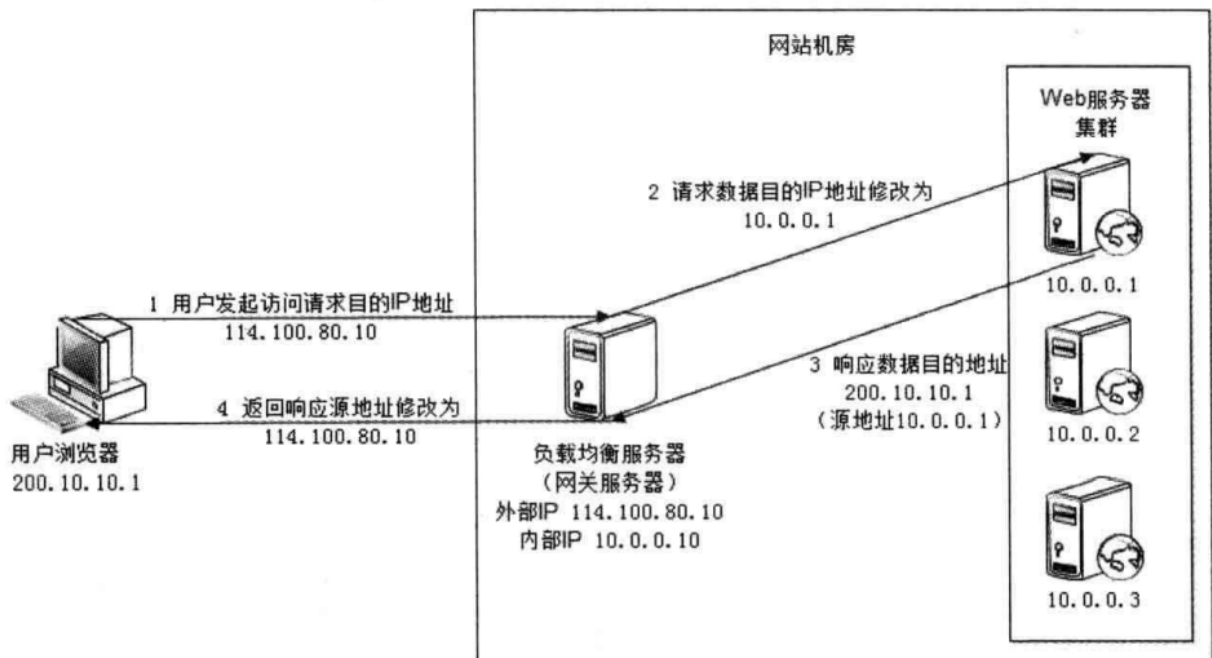 网站机房
Web服务器
集群
2 请求数据目的IP地址修改为
10.0.0.1
10.0.0.1
1 用户发起访问请求目的IP地址
114.100.80.10
3 响应数据目的地址
200.10.10.1
(源地址10.0.0.1)
4 返回响应源地址修改为
114.100.80.10
10.0.0.2
用户浏览器
200.10.10.1
负载均衡服务器
(网关服务器)
外部IP 114.100.80.10
内部IP 10.0.0.10
10.0.0.3